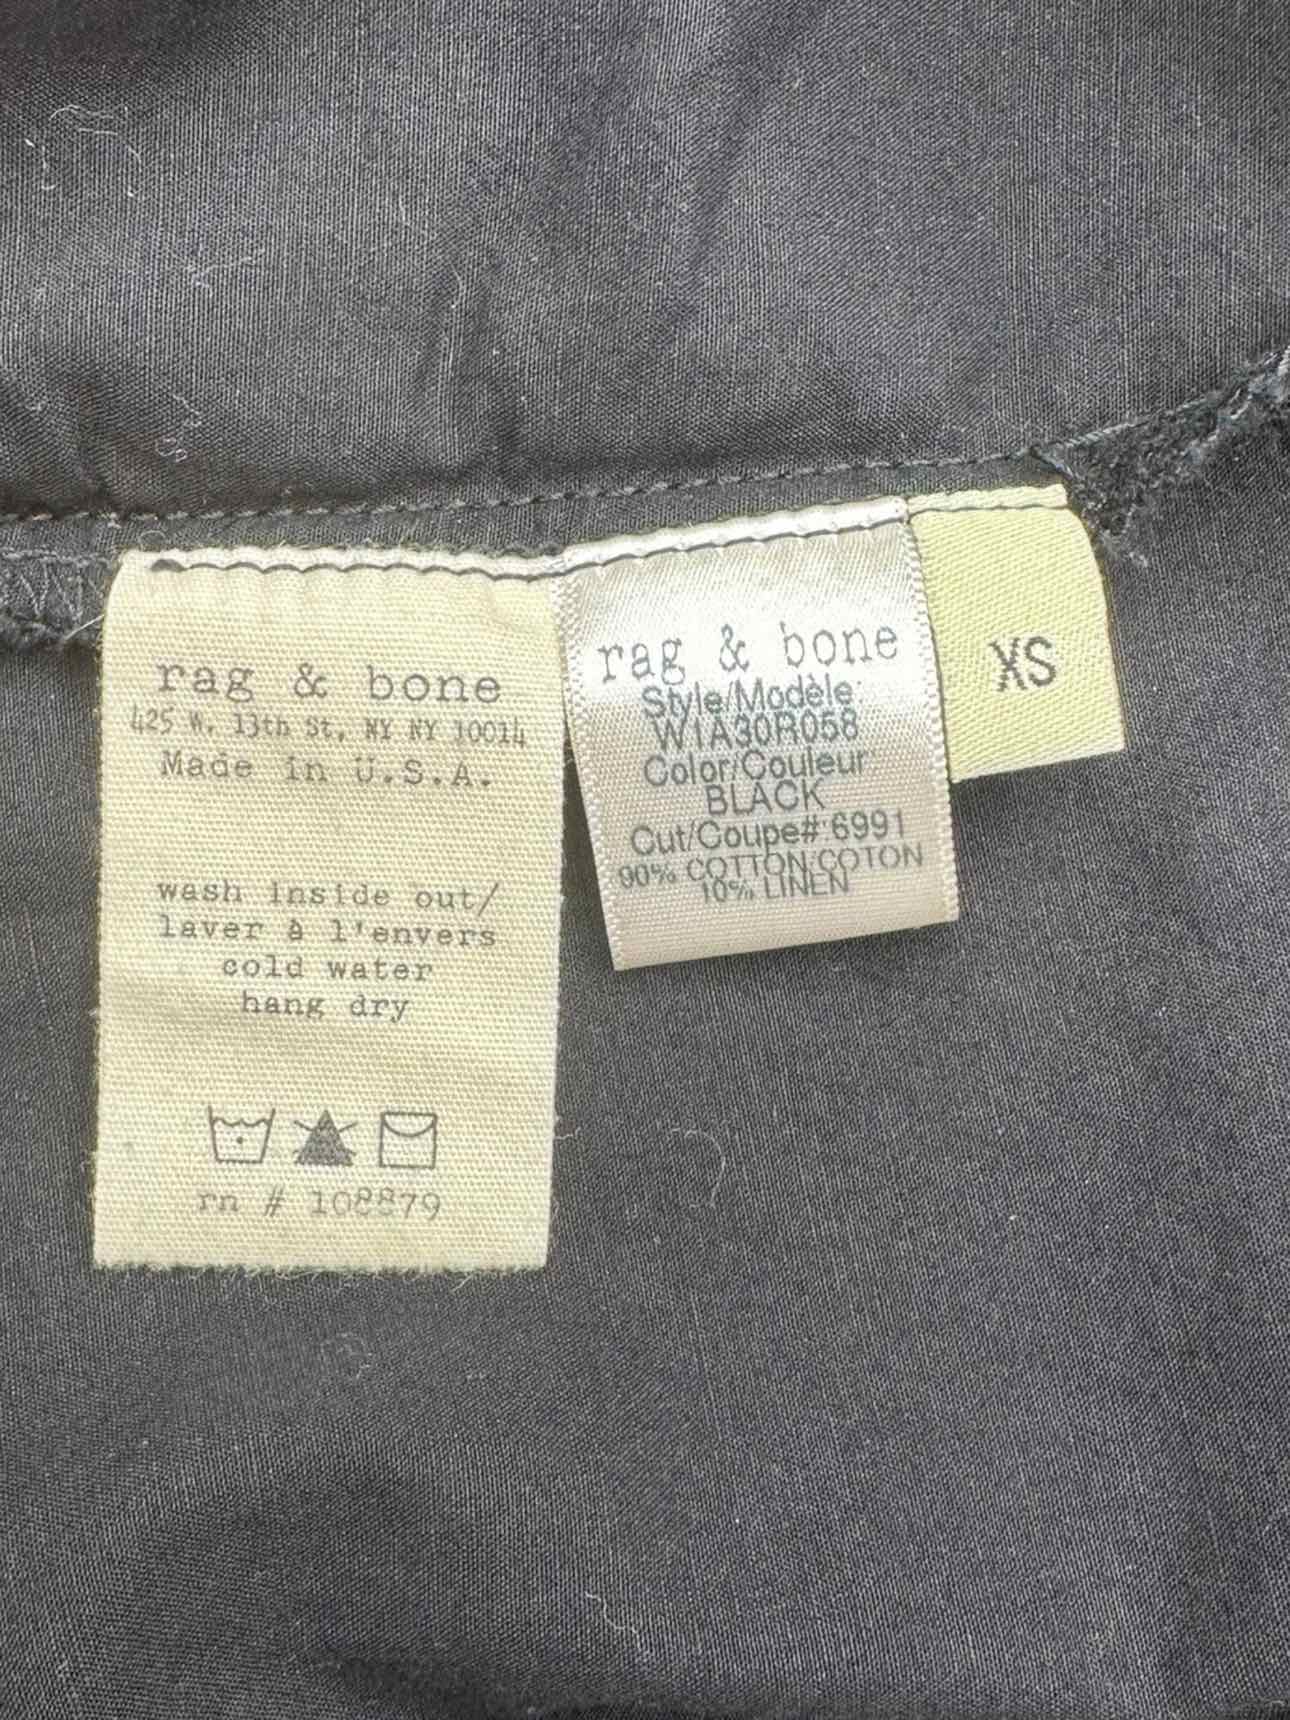 rag & bone
425 W. 13th St, NY NY 10014
Made in U.S.A.
wash inside out/
laver à l'envers
cold water
hang dry
rn # 108879
rag & bone
Style/Modèle
W1A30R058
Color/Couleur
BLACK
Cut/Coupe#:6991
90% COTTON/COTON
10% LINEN
XS